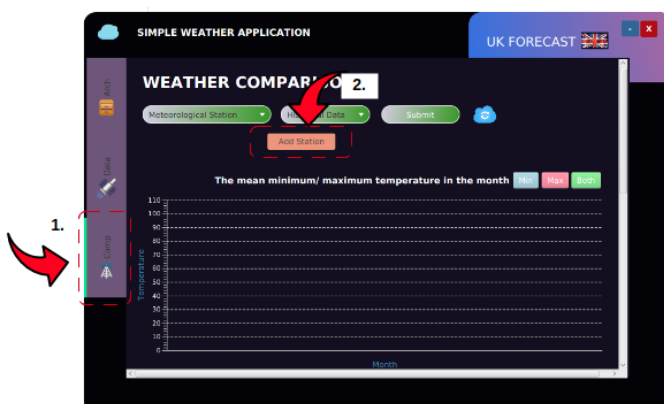 SIMPLE WEATHER APPLICATION
UK FORECAST
-
X
Arch
WEATHER COMPARISON
2.
Meteorological Station
Data
Submit
Add Station
Data
The mean minimum/ maximum temperature in the month
Min
Max
Both
1.
Comp
Temperature
110
100
90
80
70
60
50
40
30
20
10
0
Month